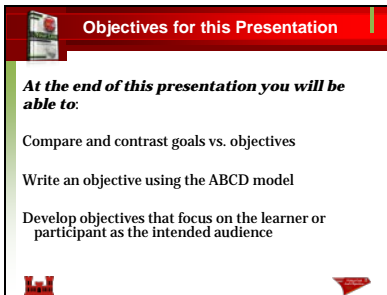 Objectives for this Presentation
At the end of this presentation you will be
able to:
Compare and contrast goals vs. objectives
Write an objective using the ABCD model
Develop objectives that focus on the learner or
participant as the intended audience